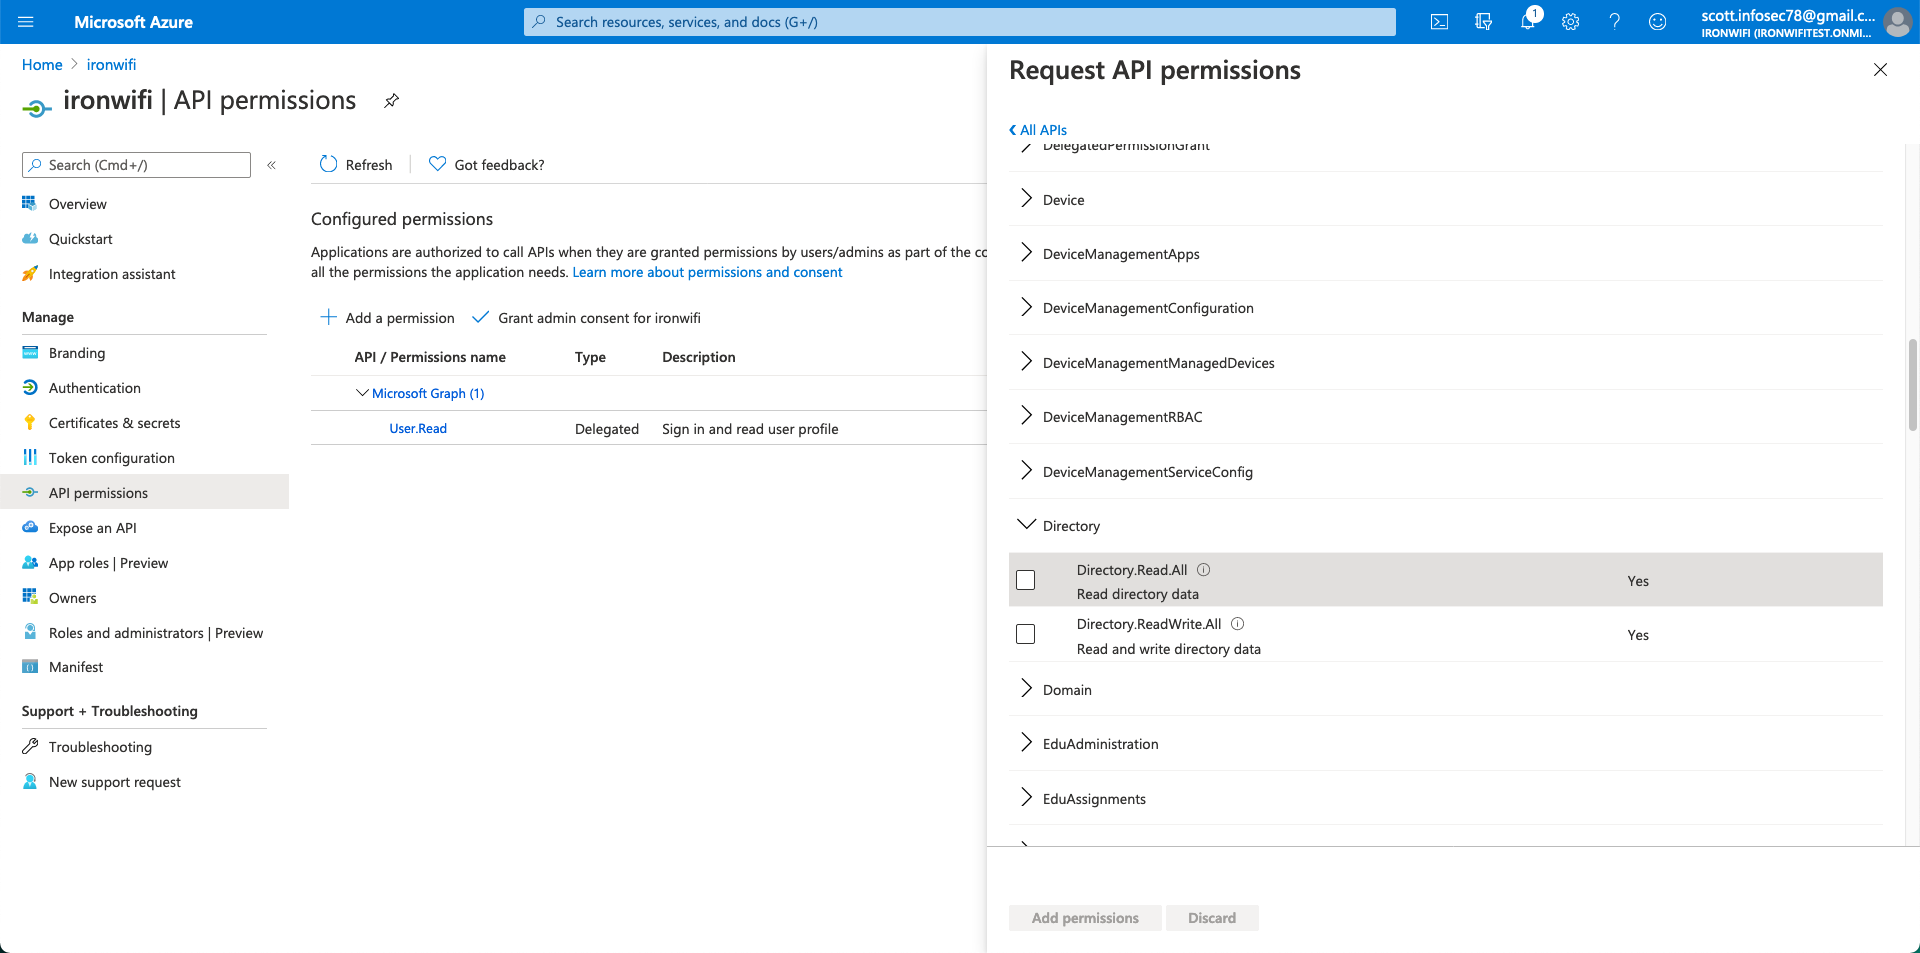 Microsoft Azure
Search resources, services, and docs (G+/)
1
scott.infosec78@gmail.c...
IRONWIFI (IRONWIFITEST.ONMI...
Home > ironwifi
ironwifi | API permissions
Search (Cmd+/)
«
Overview
Quickstart
Integration assistant
Manage
Branding
Authentication
Certificates & secrets
Token configuration
API permissions
Expose an API
App roles | Preview
Owners
Roles and administrators | Preview
Manifest
Support + Troubleshooting
Troubleshooting
New support request
Refresh
Got feedback?
Configured permissions
Applications are authorized to call APIs when they are granted permissions by users/admins as part of the co
all the permissions the application needs. Learn more about permissions and consent
Add a permission
Grant admin consent for ironwifi
API / Permissions name Type Description
Microsoft Graph (1)
User.Read Delegated Sign in and read user profile
Request API permissions
All APIs
DelegatedPermissionGrant
Device
DeviceManagementApps
DeviceManagementConfiguration
DeviceManagementManagedDevices
DeviceManagementRBAC
DeviceManagementServiceConfig
Directory
Directory.Read.All
Read directory data
Yes
Directory.ReadWrite.All
Read and write directory data
Yes
Domain
EduAdministration
EduAssignments
Add permissions
Discard